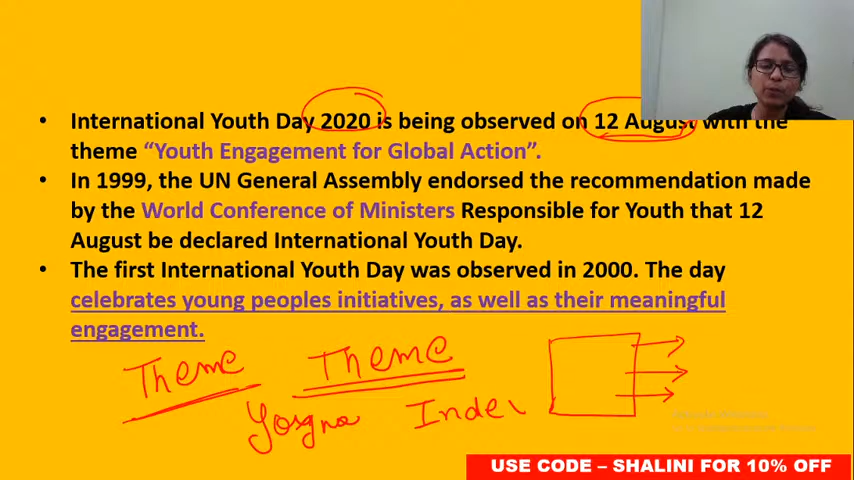 • International Youth Day 2020 is being observed on 12 August with the
theme “Youth Engagement for Global Action”.
• In 1999, the UN General Assembly endorsed the recommendation made
by the World Conference of Ministers Responsible for Youth that 12
August be declared International Youth Day.
• The first International Youth Day was observed in 2000. The day
celebrates young peoples initiatives, as well as their meaningful
engagement.
Theme Theme
Inde
USE CODE – SHALINI FOR 10% OFF